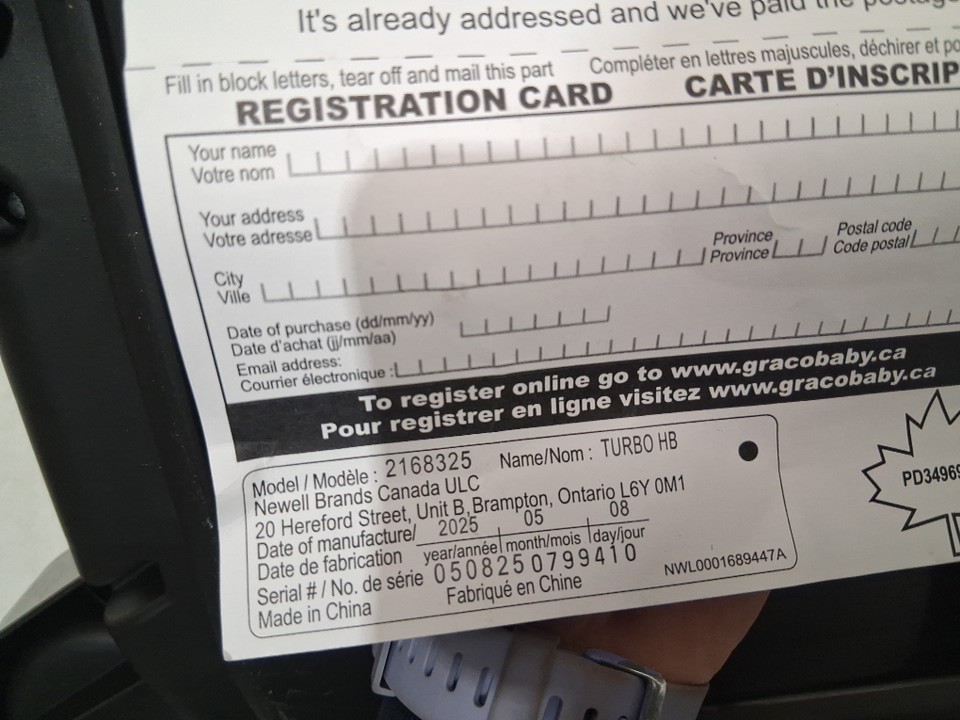 It's already addressed and we've paid the postage
Fill in block letters, tear off and mail this part
Compléter en lettres majuscules, déchirer et
REGISTRATION CARD
CARTE D'INSCRIP
Your name
Votre nom
Your address
Votre adresse
City
Ville
Province
Province
Postal code
Code postal
Date of purchase (dd/mm/yy)
Date d'achat (jj/mm/aa)
Email address:
Courrier électronique :
To register online go to www.gracobaby.ca
Pour registrer en ligne visitez www.gracobaby.ca
Model / Modèle : 2168325 Name/Nom : TURBO HB
Newell Brands Canada ULC
20 Hereford Street, Unit B, Brampton, Ontario L6Y 0M1
Date of manufacture/ 2025 05 08
Date de fabrication year/année month/mois day/jour
Serial # / No. de série 0508250799410
Made in China Fabriqué en Chine
NWL0001689447A
PD34969